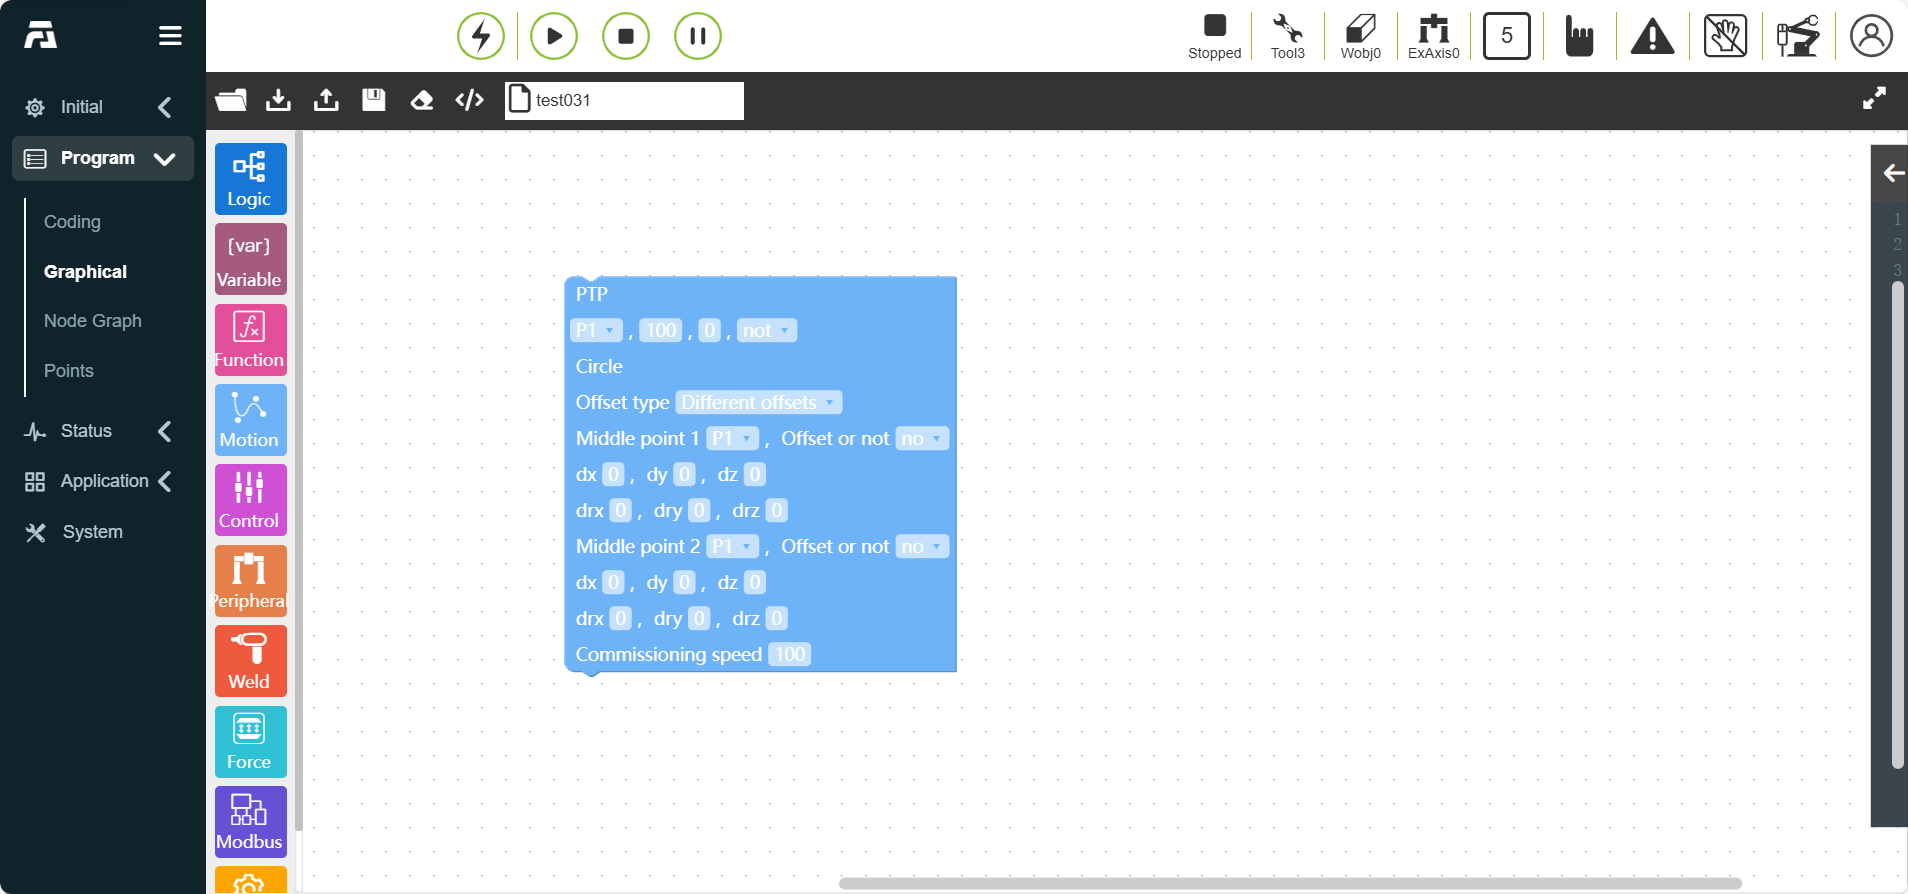 Stopped
Tool3
Wobj0
ExAxis0
5
Initial
Program
Coding
Graphical
Node Graph
Points
Status
Application
System
</>
test031
Logic
{var}
Variable
fx
Function
Motion
Control
Peripheral
Weld
Force
Modbus
PTP
P1 , 100 , 0 , not
Circle
Offset type Different offsets
Middle point 1 P1 , Offset or not no
dx 0 , dy 0 , dz 0
drx 0 , dry 0 , drz 0
Middle point 2 P1 , Offset or not no
dx 0 , dy 0 , dz 0
drx 0 , dry 0 , drz 0
Commissioning speed 100
1
2
3